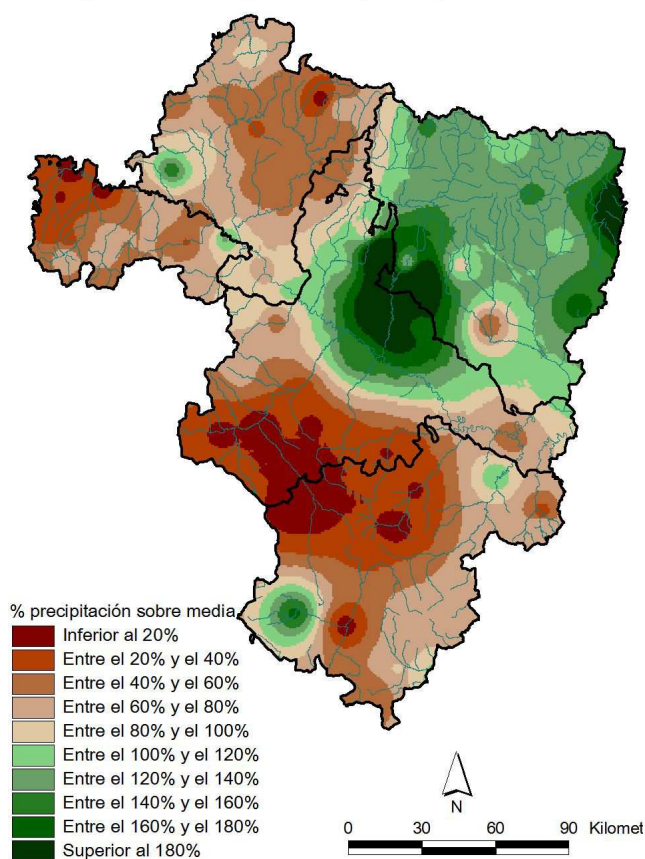 % precipitación sobre media
Inferior al 20%
Entre el 20% y el 40%
Entre el 40% y el 60%
Entre el 60% y el 80%
Entre el 80% y el 100%
Entre el 100% y el 120%
Entre el 120% y el 140%
Entre el 140% y el 160%
Entre el 160% y el 180%
Superior al 180%
N
0 30 60 90 Kilomet